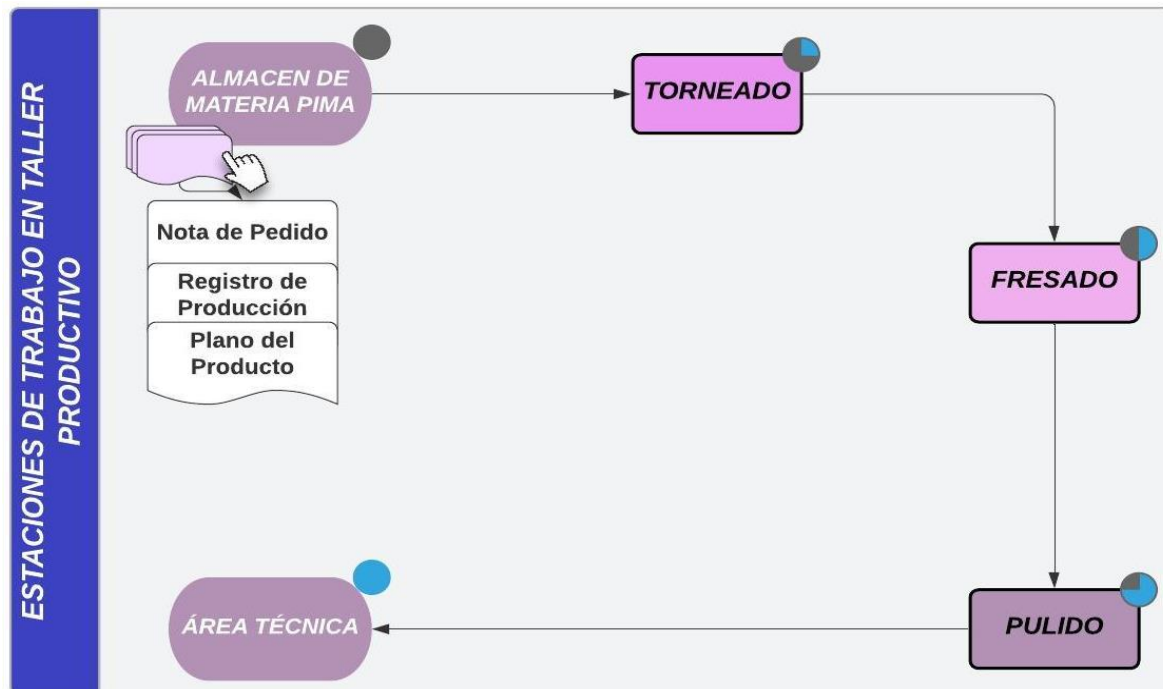 ESTACIONES DE TRABAJO EN TALLER
PRODUCTIVO
ALMACEN DE
MATERIA PIMA
TORNEADO
Nota de Pedido
Registro de
Producción
Plano del
Producto
FRESADO
ÁREA TÉCNICA
PULIDO